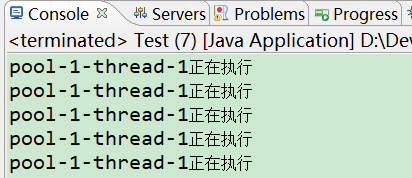 Console Servers Problems Progress
<terminated> Test (7) [Java Application] D:\Dev
pool-1-thread-1正在执行
pool-1-thread-1正在执行
pool-1-thread-1正在执行
pool-1-thread-1正在执行
pool-1-thread-1正在执行